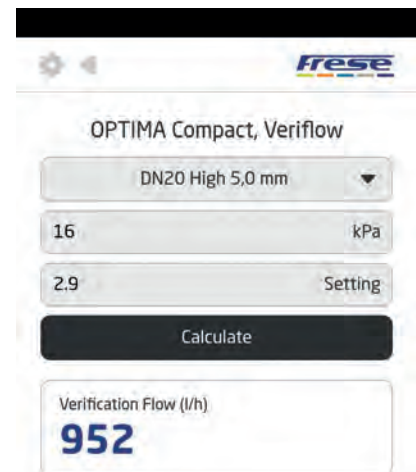 Frese
OPTIMA Compact, Veriflow
DN20 High 5,0 mm
16 kPa
2.9 Setting
Calculate
Verification Flow (l/h)
952